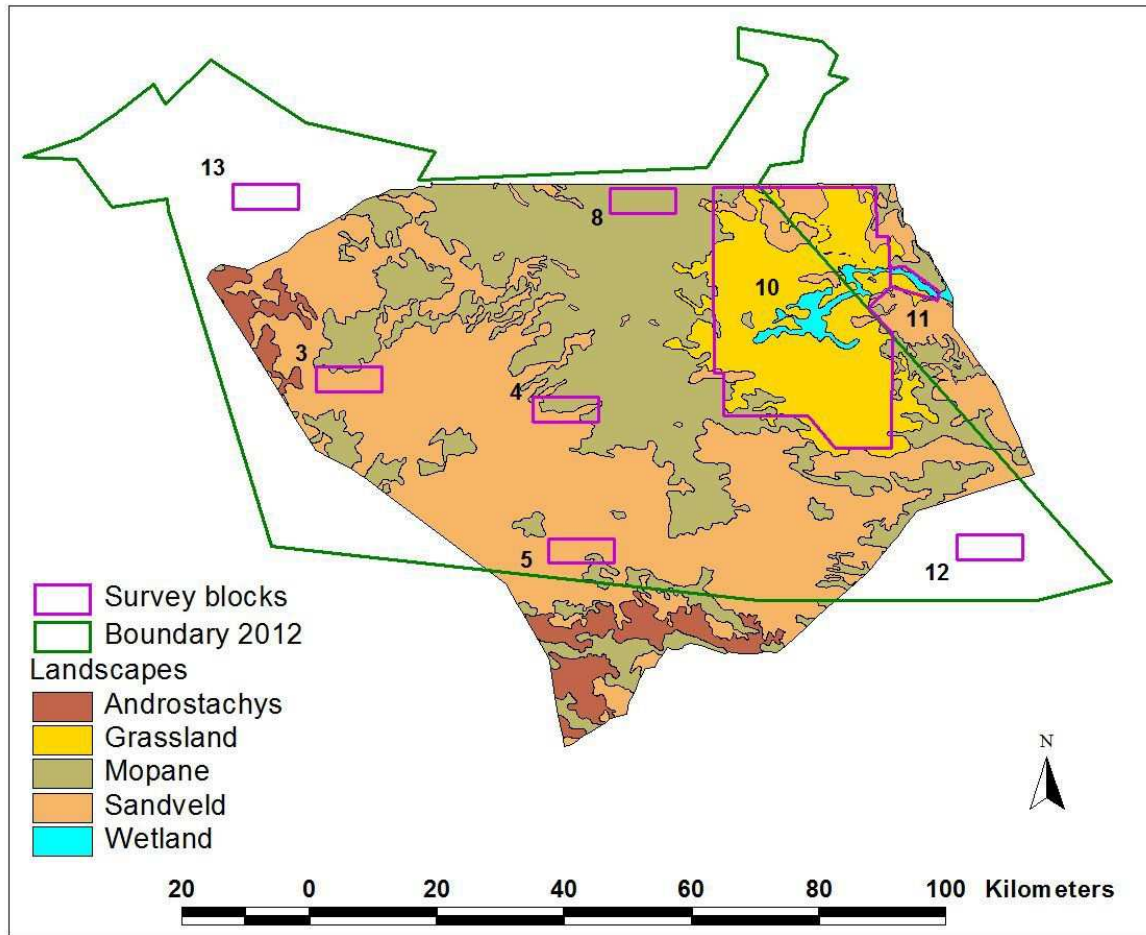 13
8
10
11
3
4
5
12
Survey blocks
Boundary 2012
Landscapes
Androstachys
Grassland
Mopane
Sandveld
Wetland
N
20 0 20 40 60 80 100 Kilometers